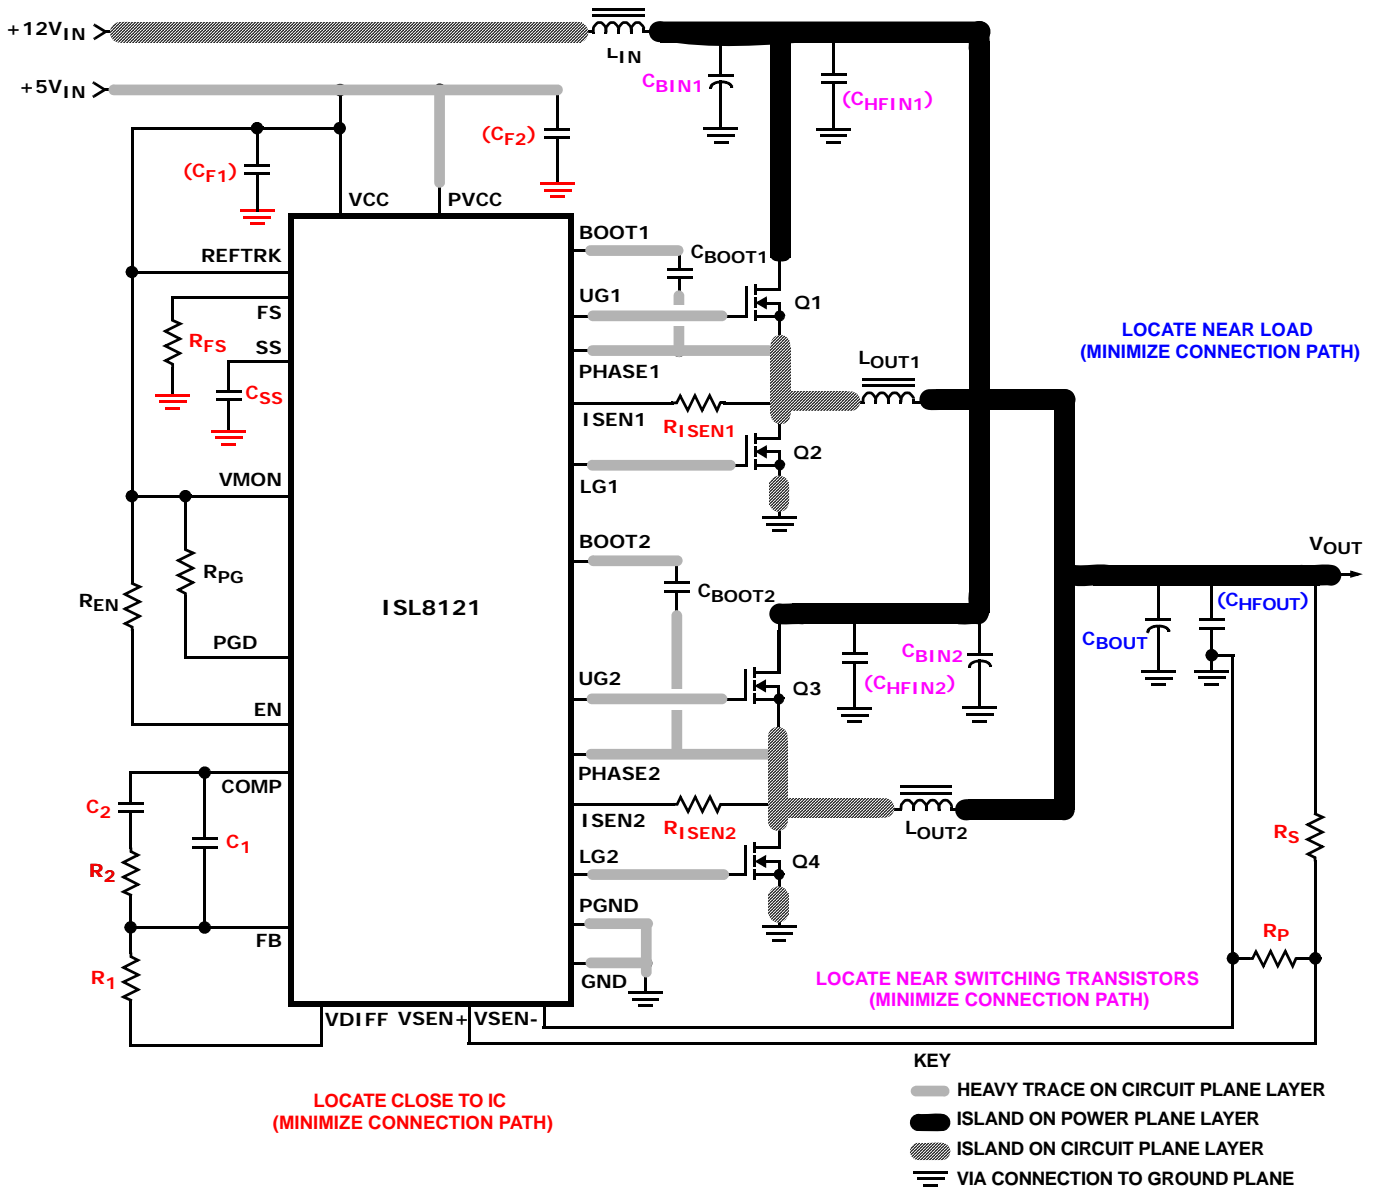 +12VIN
LIN
CBIN1
(CHFIN1)
+5VIN
(CF2)
(CF1)
VCC
PVCC
BOOT1
CBOOT1
REFTRK
UG1
Q1
FS
RFS
SS
PHASE1
LOUT1
LOCATE NEAR LOAD
(MINIMIZE CONNECTION PATH)
CSS
ISEN1
RISEN1
Q2
VMON
LG1
BOOT2
VOUT
RPG
CBOOT2
REN
ISL8121
(CHFOUT)
CBOUT
PGD
CBIN2
(CHFIN2)
UG2
Q3
EN
PHASE2
COMP
C2
C1
ISEN2
RISEN2
LOUT2
RS
R2
LG2
Q4
PGND
FB
RP
R1
GND
LOCATE NEAR SWITCHING TRANSISTORS
(MINIMIZE CONNECTION PATH)
VDIFF
VSEN+
VSEN-
KEY
HEAVY TRACE ON CIRCUIT PLANE LAYER
ISLAND ON POWER PLANE LAYER
ISLAND ON CIRCUIT PLANE LAYER
VIA CONNECTION TO GROUND PLANE
LOCATE CLOSE TO IC
(MINIMIZE CONNECTION PATH)